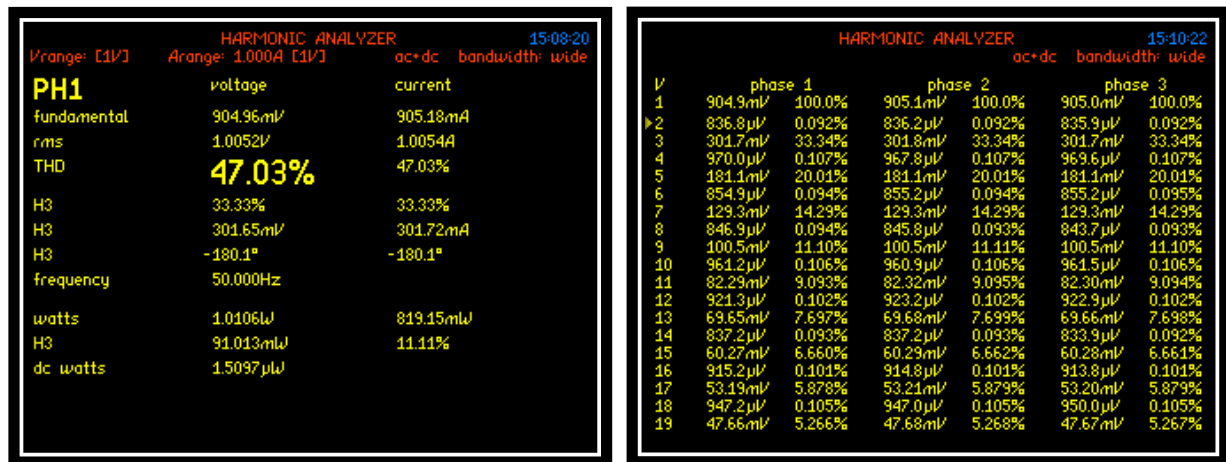 HARMONIC ANALYZER 15:08:20
Vrange: [1V] Arange: 1.000A [1V] ac+dc bandwidth: wide
PH1 voltage current
fundamental 904.96mV 905.18mA
rms 1.0052V 1.0054A
THD 47.03% 47.03%
H3 33.33% 33.33%
H3 301.65mV 301.72mA
H3 -180.1° -180.1°
frequency 50.000Hz
watts 1.0106W 819.15mW
H3 91.013mW 11.11%
dc watts 1.5097µW
HARMONIC ANALYZER 15:10:22
ac+dc bandwidth: wide
V phase 1 phase 2 phase 3
1 904.9mV 100.0% 905.1mV 100.0% 905.0mV 100.0%
2 836.8µV 0.092% 836.2µV 0.092% 835.9µV 0.092%
3 301.7mV 33.34% 301.8mV 33.34% 301.7mV 33.34%
4 970.0µV 0.107% 967.8µV 0.107% 969.6µV 0.107%
5 181.1mV 20.01% 181.1mV 20.01% 181.1mV 20.01%
6 854.9µV 0.094% 855.2µV 0.094% 855.2µV 0.095%
7 129.3mV 14.29% 129.3mV 14.29% 129.3mV 14.29%
8 846.9µV 0.094% 845.8µV 0.093% 843.7µV 0.093%
9 100.5mV 11.10% 100.5mV 11.11% 100.5mV 11.10%
10 961.2µV 0.106% 960.9µV 0.106% 961.5µV 0.106%
11 82.29mV 9.093% 82.32mV 9.095% 82.30mV 9.094%
12 921.3µV 0.102% 923.2µV 0.102% 922.9µV 0.102%
13 69.65mV 7.697% 69.68mV 7.699% 69.66mV 7.698%
14 837.2µV 0.093% 837.2µV 0.093% 833.9µV 0.092%
15 60.27mV 6.660% 60.29mV 6.662% 60.28mV 6.661%
16 915.2µV 0.101% 914.8µV 0.101% 913.8µV 0.101%
17 53.19mV 5.878% 53.21mV 5.879% 53.20mV 5.879%
18 947.2µV 0.105% 947.0µV 0.105% 950.0µV 0.105%
19 47.66mV 5.266% 47.68mV 5.268% 47.67mV 5.267%